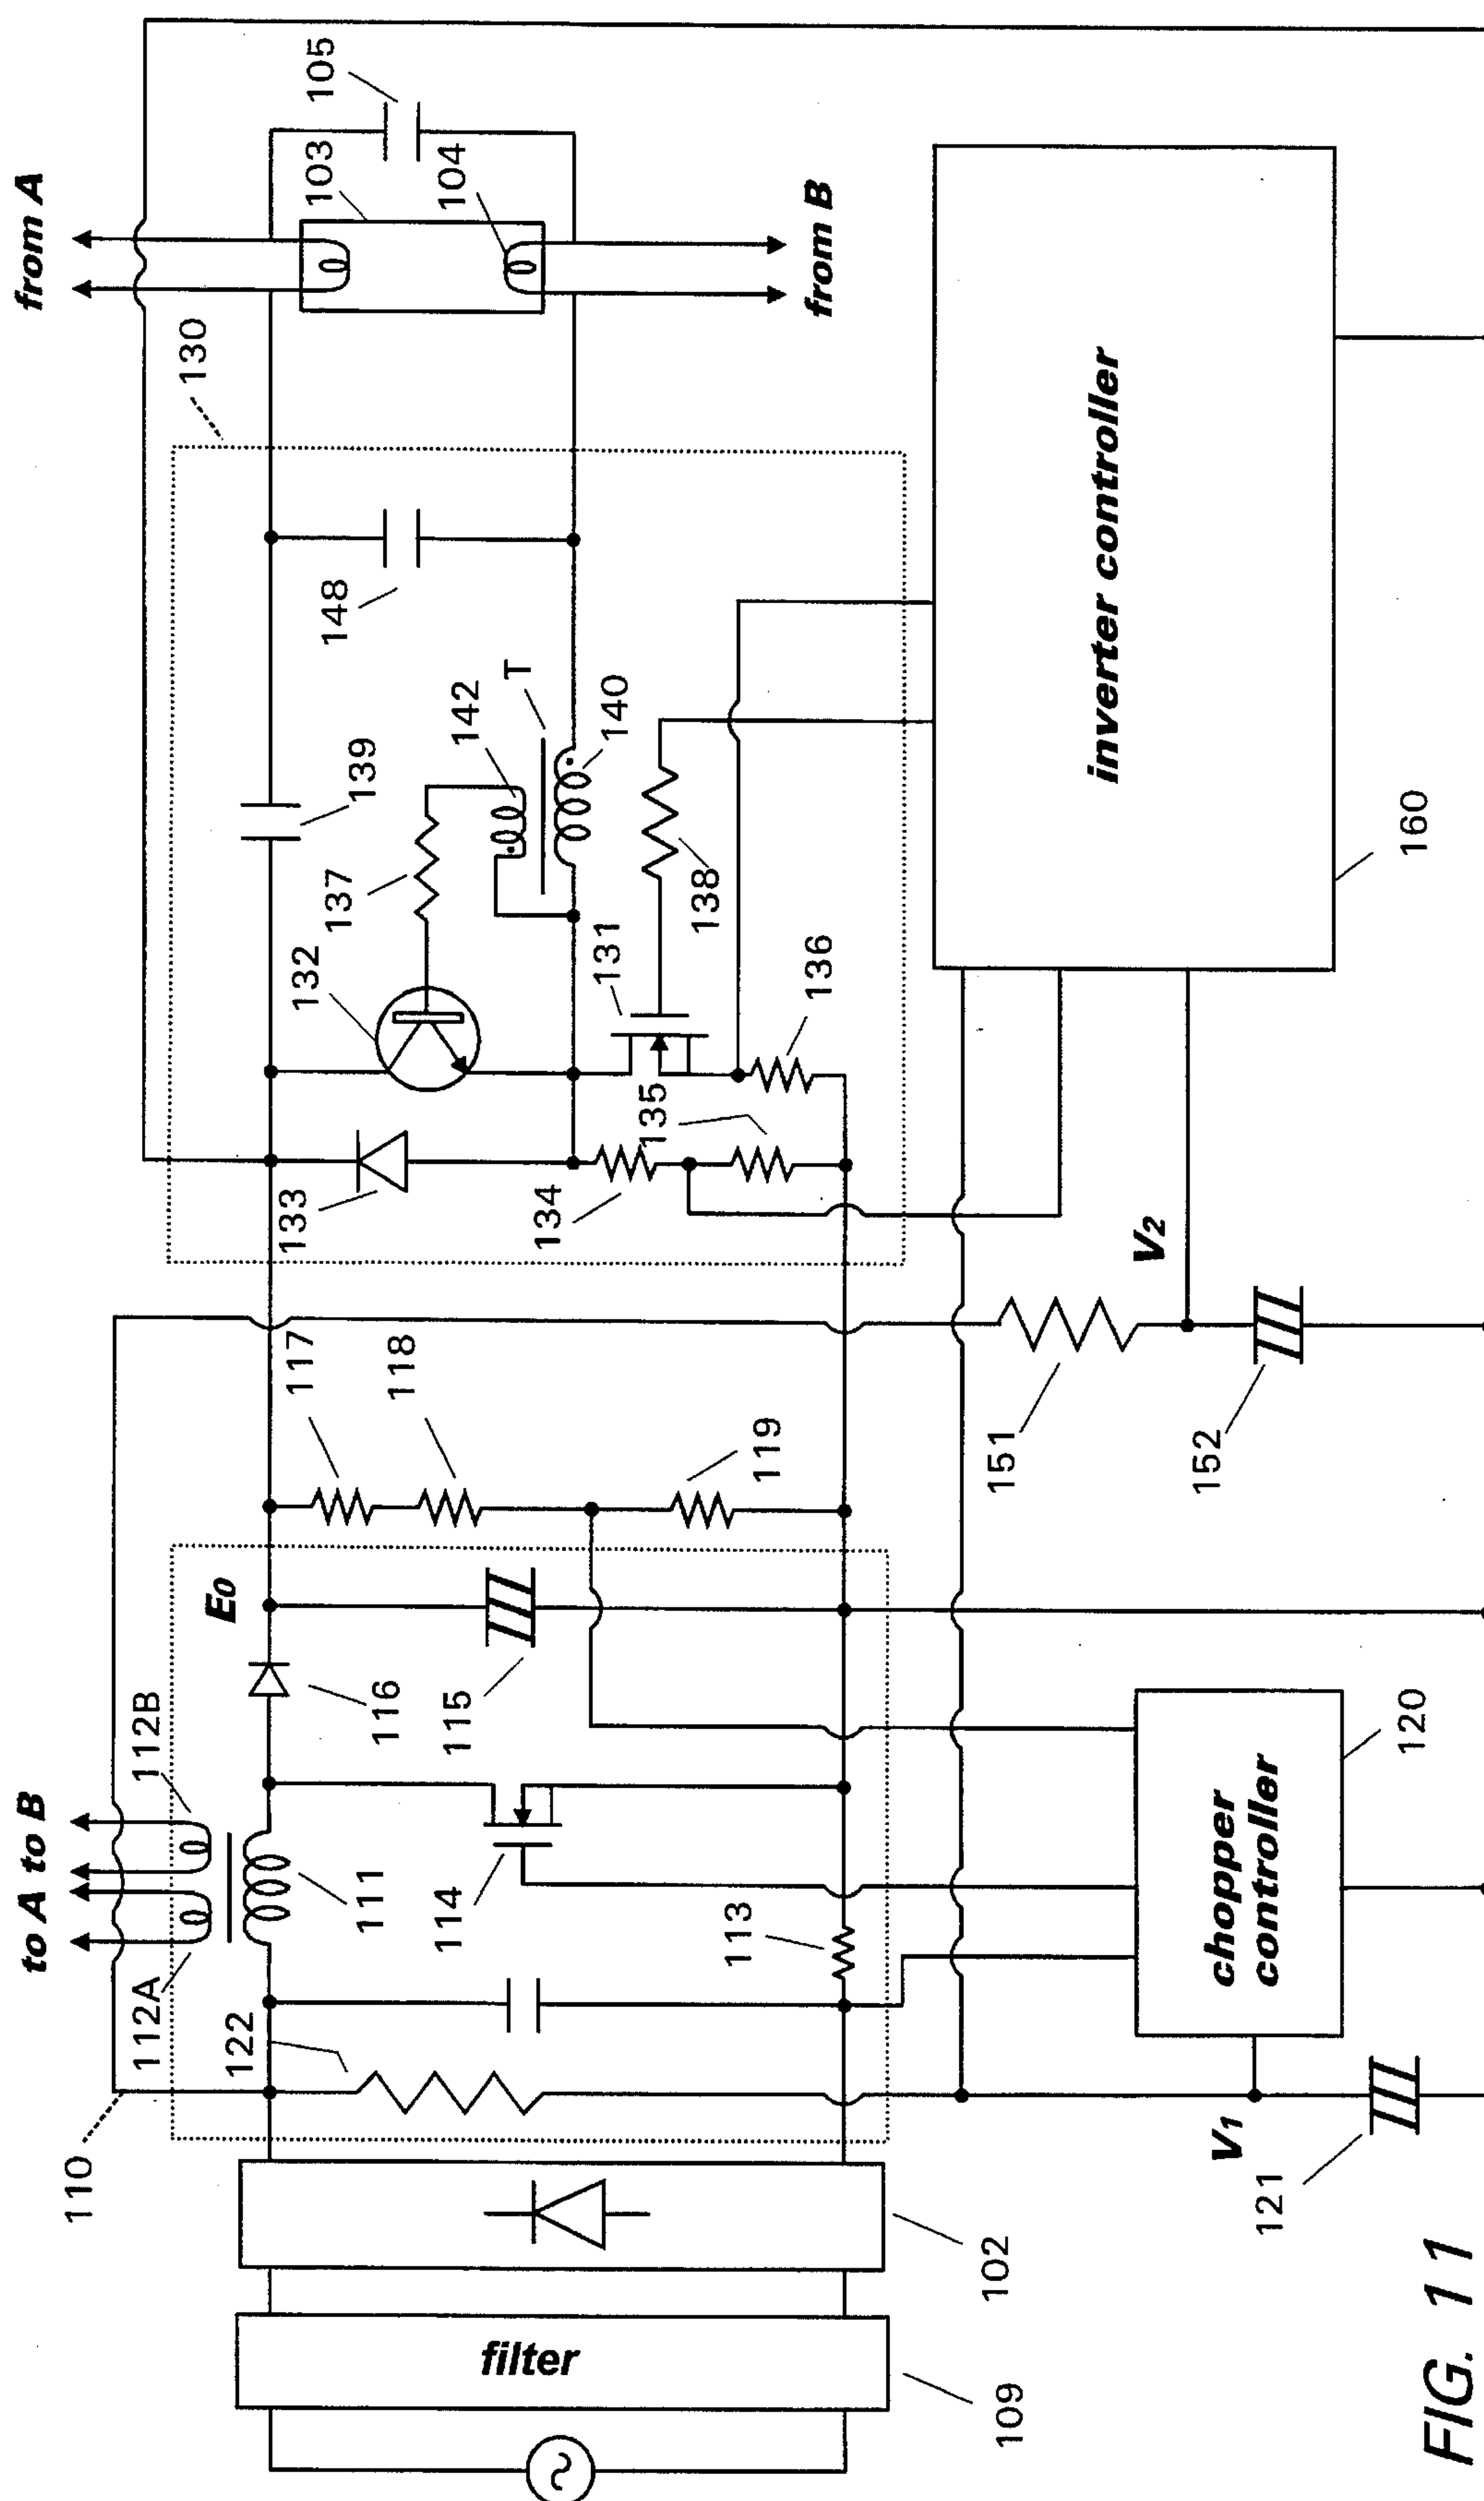 to A to B
from A
110
112A
112B
E0
130
122
111
116
117
133
132
139
103
105
118
137
142
T
148
104
filter
114
115
134
135
131
140
from B
113
119
138
136
109
102
V1
chopper
controller
V2
151
inverter controller
121
120
152
160
FIG. 11